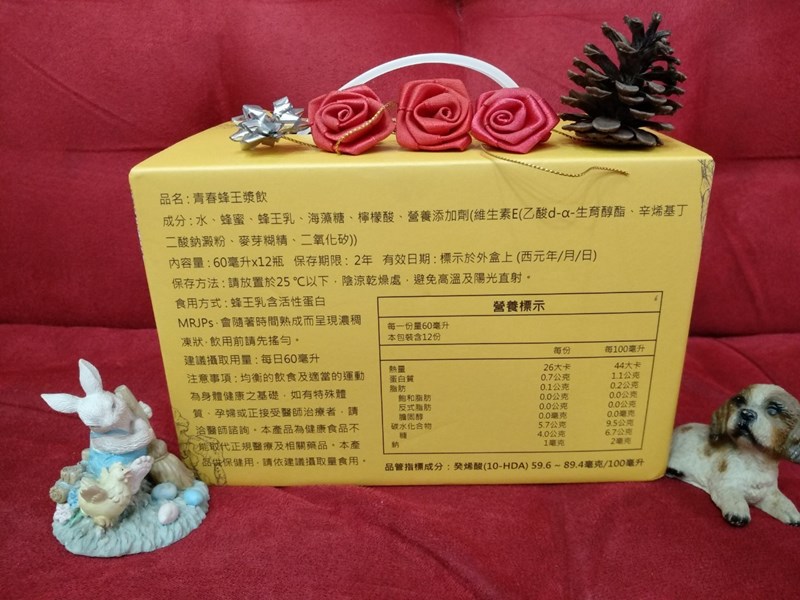 品名：青春蜂王漿飲
成分：水、蜂蜜、蜂王乳、海藻糖、檸檬酸、營養添加劑(維生素E(乙酸d-α-生育醇酯、辛烯基丁
二酸鈉澱粉、麥芽糊精、二氧化矽))
內容量：60毫升x12瓶 保存期限：2年 有效日期：標示於外盒上 (西元年/月/日)
保存方法：請放置於25℃以下，陰涼乾燥處，避免高溫及陽光直射。
食用方式：蜂王乳含活性蛋白
MRJPs，會隨著時間熟成而呈現濃稠
凍狀，飲用前請先搖勻。
建議攝取用量：每日60毫升
注意事項：均衡的飲食及適當的運動
為身體健康之基礎，如有特殊體
質，孕婦或正接受醫師治療者，請
洽醫師諮詢。本產品為健康食品不
能取代正規醫療及相關藥品。本產
品供保健用，請依建議攝取量食用。
營養標示
每一份量60毫升
本包裝含12份
每份 每100毫升
熱量 26大卡 44大卡
蛋白質 0.7公克 1.1公克
脂肪 0.1公克 0.2公克
飽和脂肪 0.0公克 0.0公克
反式脂肪 0.0公克 0.0公克
膽固醇 0.0毫克 0.0毫克
碳水化合物 5.7公克 9.5公克
糖 4.0公克 6.7公克
鈉 1毫克 2毫克
品管指標成分：癸烯酸(10-HDA) 59.6 ~ 89.4毫克/100毫升